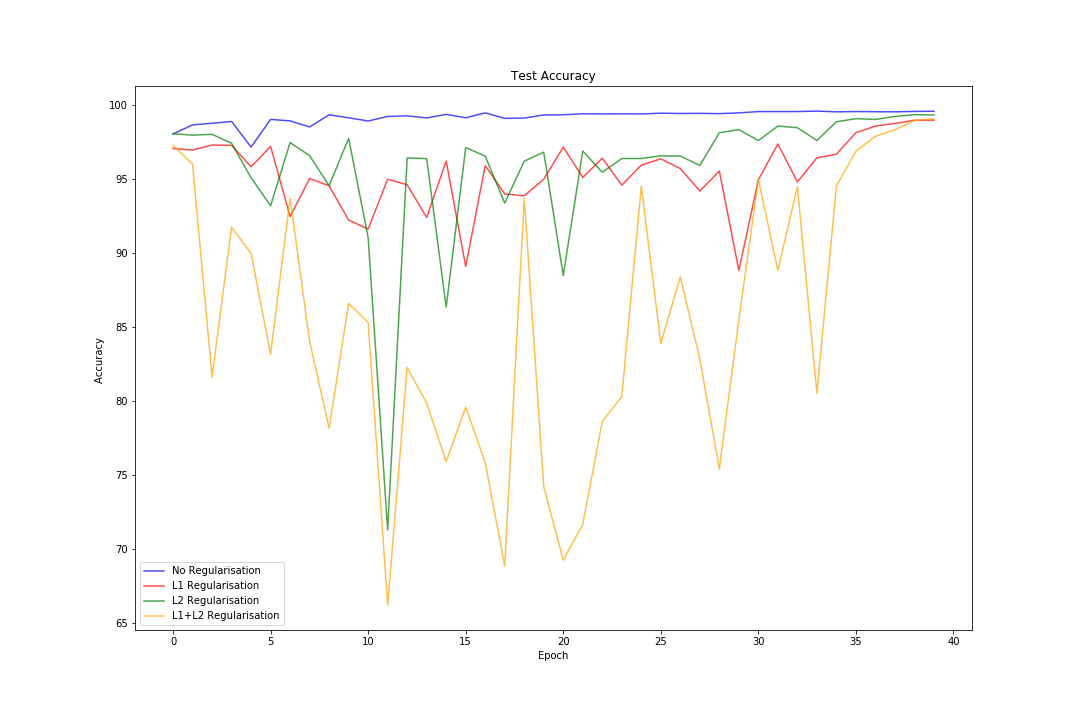 Test Accuracy
Accuracy
100
95
90
85
80
75
70
65
No Regularisation
L1 Regularisation
L2 Regularisation
L1+L2 Regularisation
0 5 10 15 20 25 30 35 40
Epoch